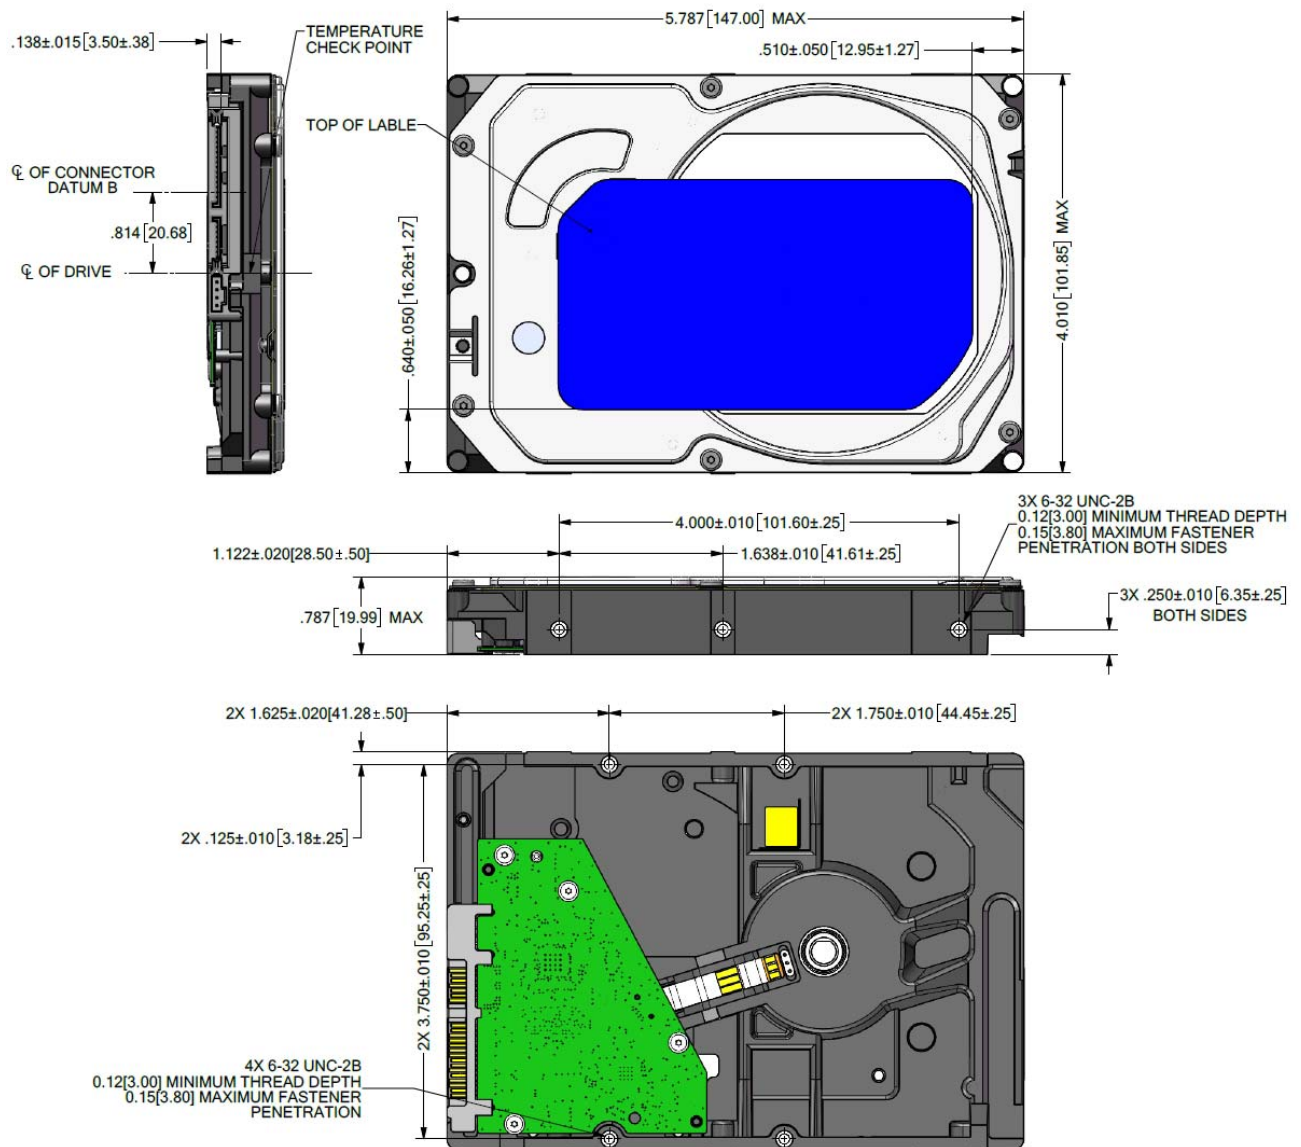 5.787[147.00] MAX
.138±.015[3.50±.38]
TEMPERATURE
CHECK POINT
.510±.050[12.95±1.27]
TOP OF LABLE
℄ OF CONNECTOR
DATUM B
.814[20.68]
℄ OF DRIVE
.640±.050[16.26±1.27]
4.010[101.85] MAX
3X 6-32 UNC-2B
0.12[3.00] MINIMUM THREAD DEPTH
0.15[3.80] MAXIMUM FASTENER
PENETRATION BOTH SIDES
4.000±.010[101.60±.25]
1.122±.020[28.50±.50]
1.638±.010[41.61±.25]
.787[19.99] MAX
3X .250±.010[6.35±.25]
BOTH SIDES
2X 1.625±.020[41.28±.50]
2X 1.750±.010[44.45±.25]
2X .125±.010[3.18±.25]
2X 3.750±.010[95.25±.25]
4X 6-32 UNC-2B
0.12[3.00] MINIMUM THREAD DEPTH
0.15[3.80] MAXIMUM FASTENER
PENETRATION